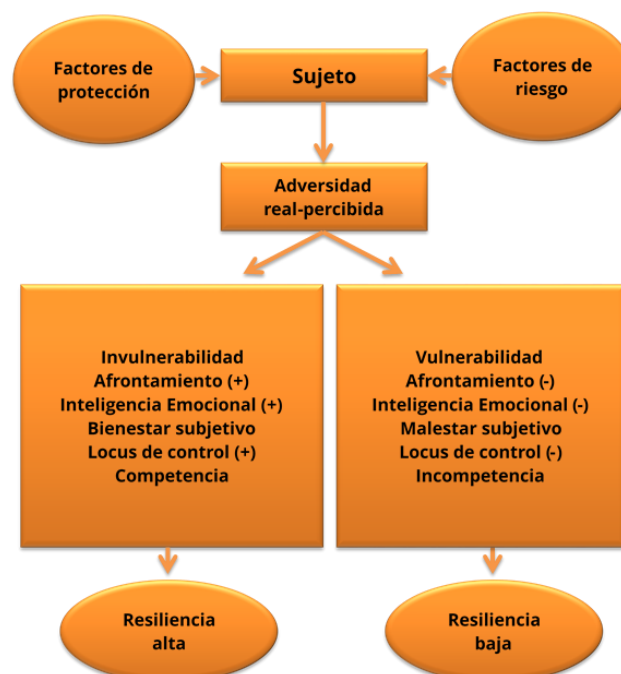 Factores de
protección
Sujeto
Factores de
riesgo
Adversidad
real-percibida
Invulnerabilidad
Afrontamiento (+)
Inteligencia Emocional (+)
Bienestar subjetivo
Locus de control (+)
Competencia
Vulnerabilidad
Afrontamiento (-)
Inteligencia Emocional (-)
Malestar subjetivo
Locus de control (-)
Incompetencia
Resiliencia
alta
Resiliencia
baja